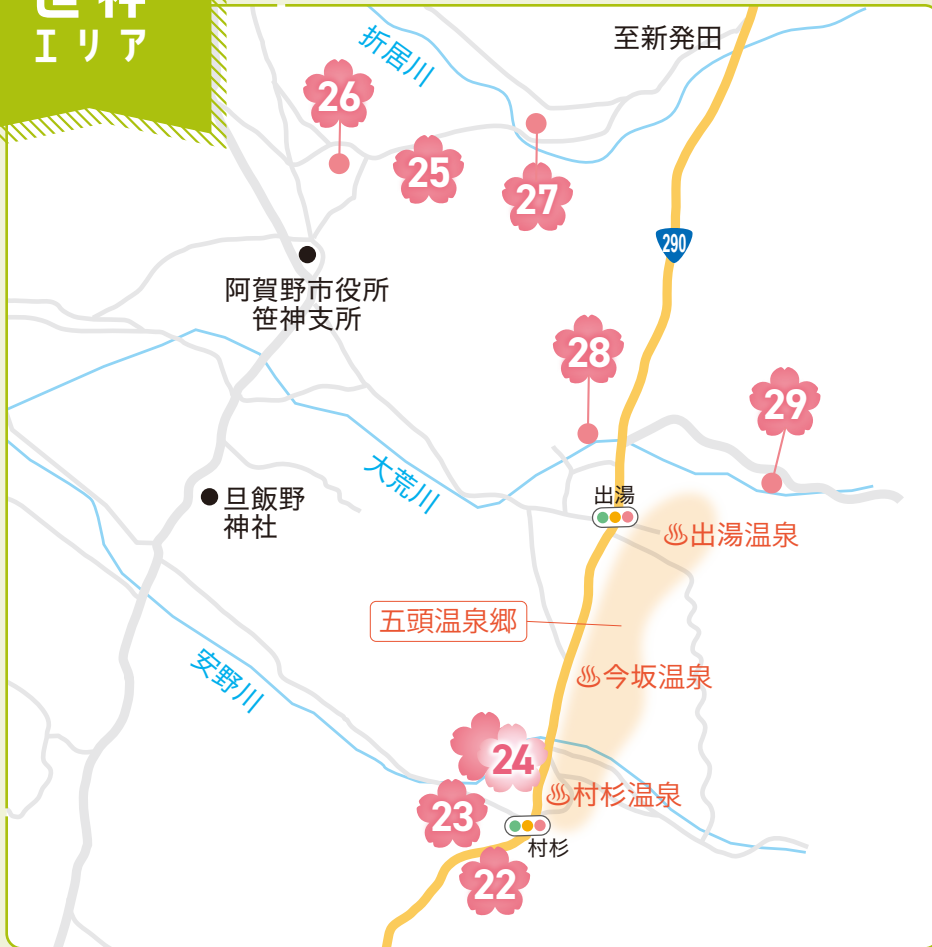 エリア
至新発田
折居川
26
25
27
290
阿賀野市役所
笹神支所
28
29
大荒川
旦飯野
神社
出湯
出湯温泉
五頭温泉郷
今坂温泉
安野川
24
村杉温泉
23
村杉
22